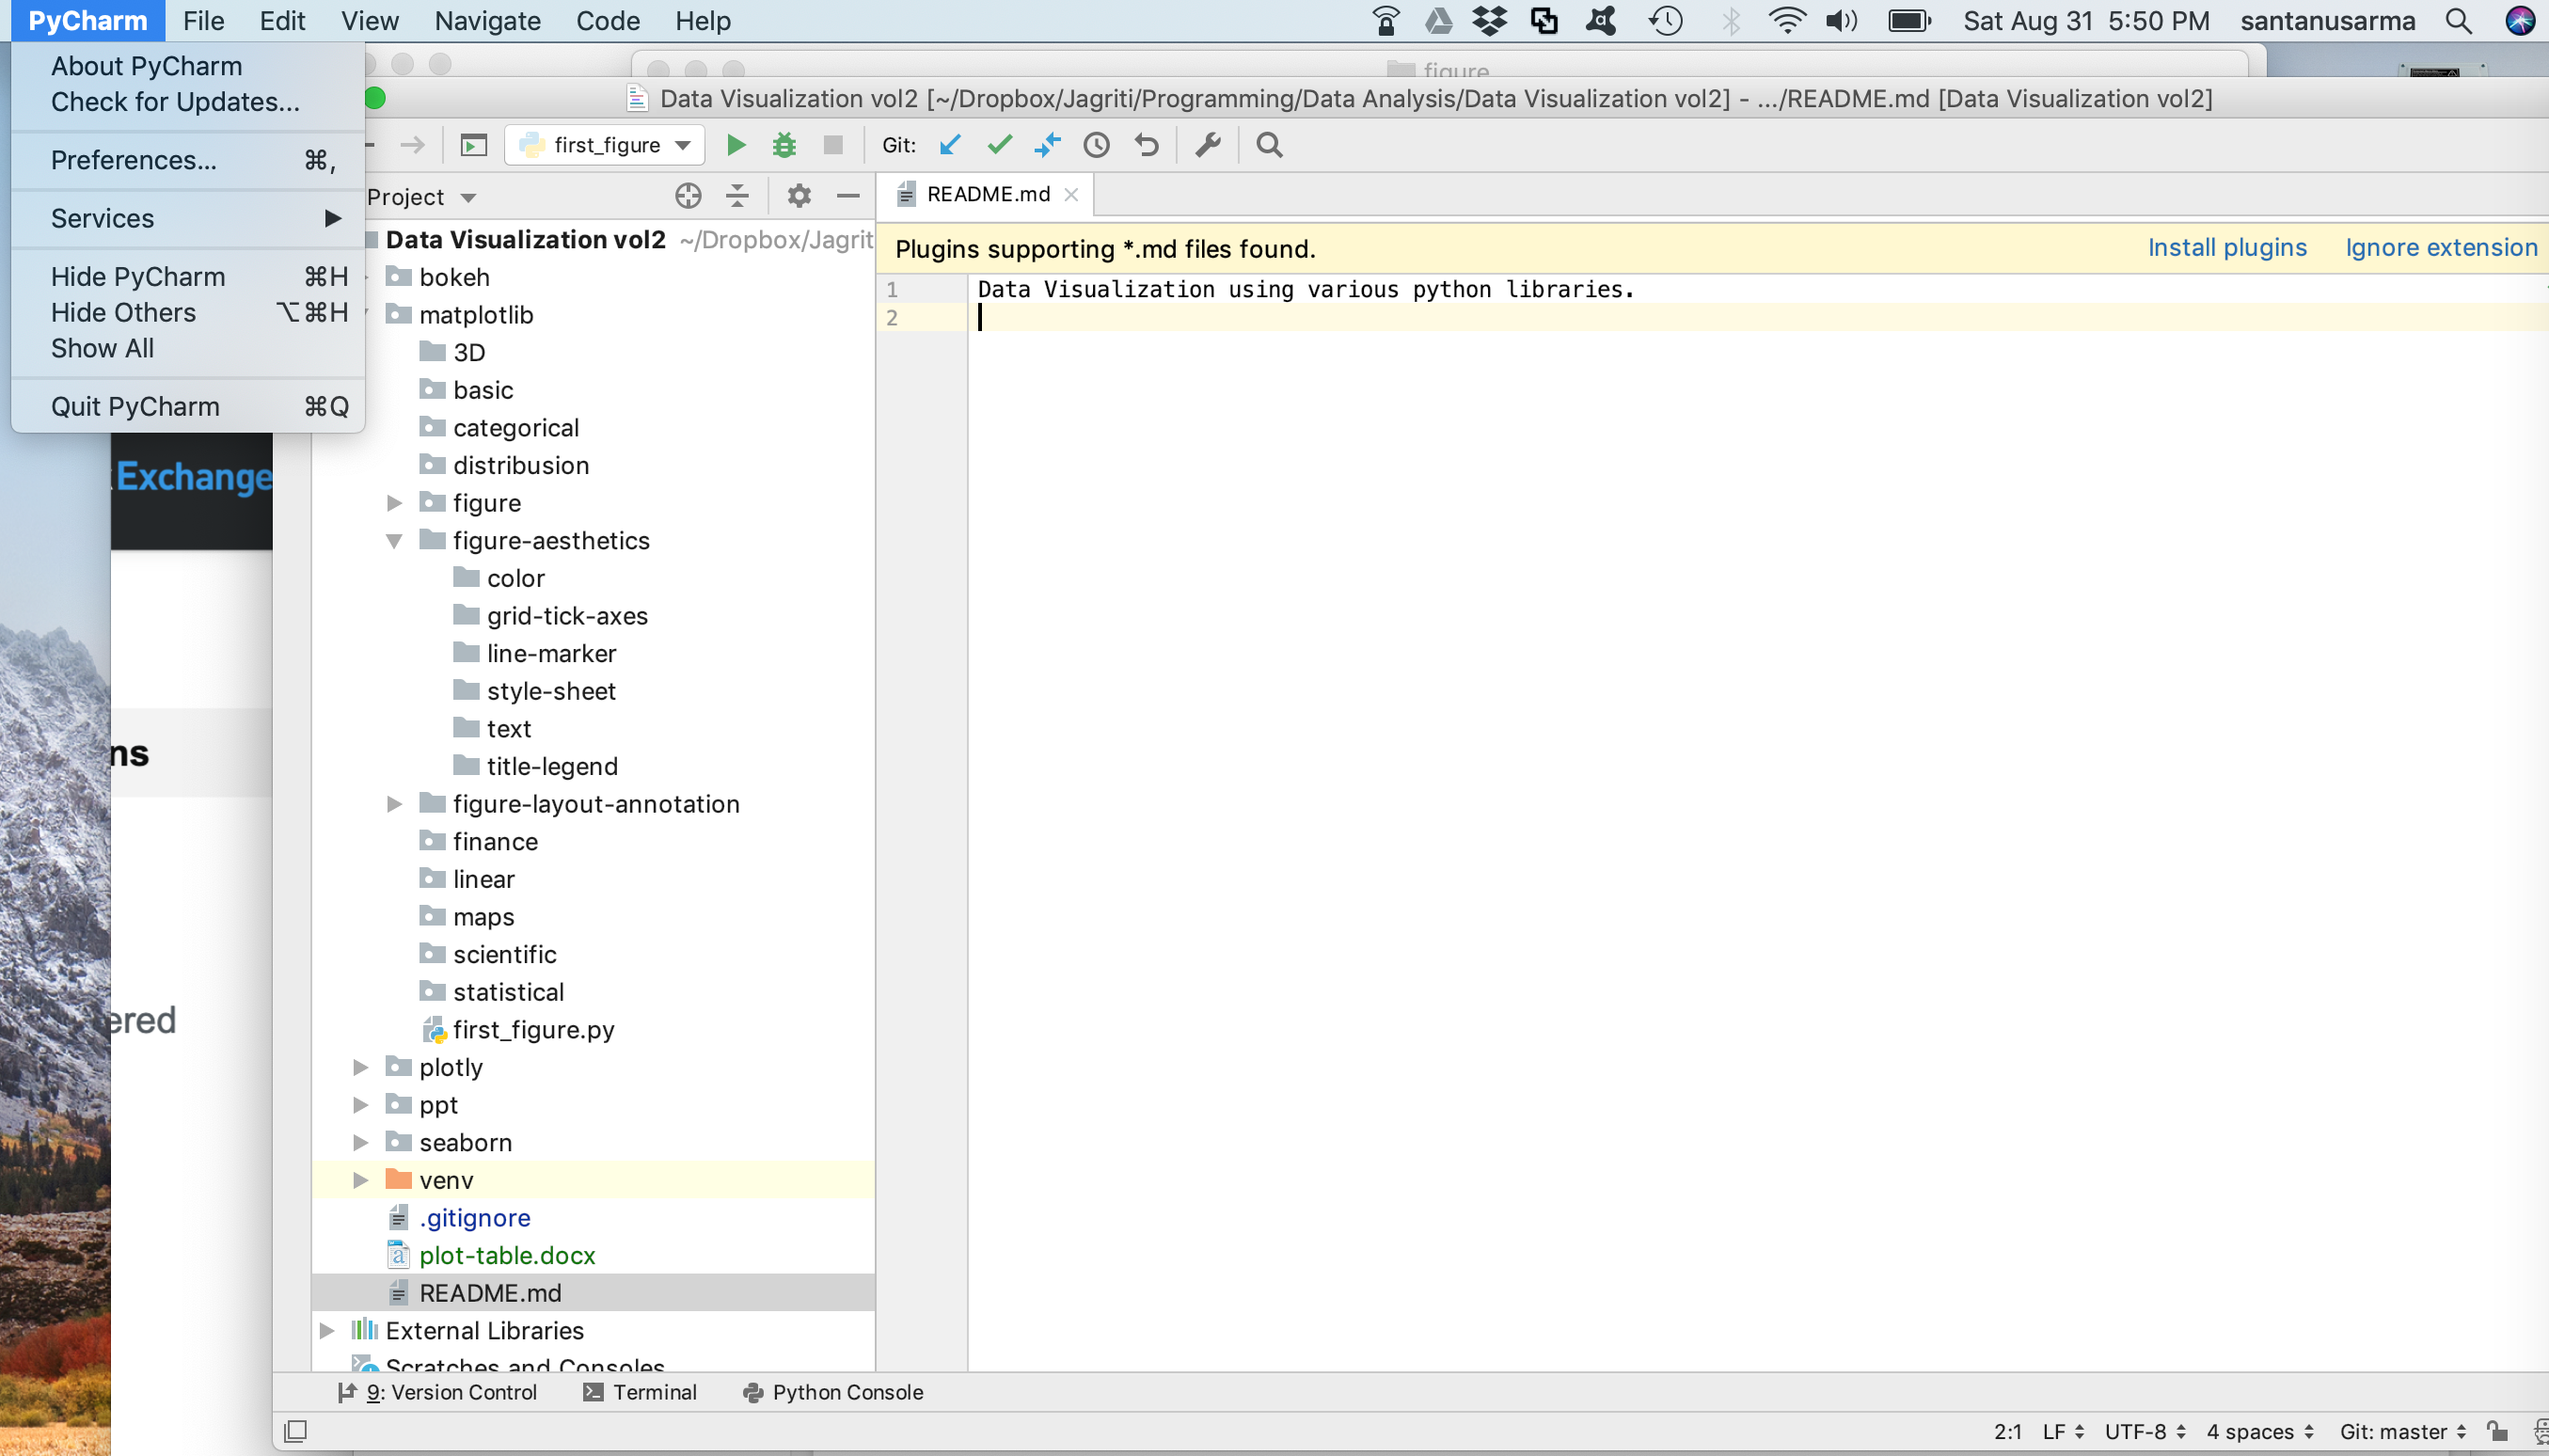 PyCharm File Edit View Navigate Code Help Sat Aug 31 5:50 PM santanusarma
About PyCharm
Check for Updates...
Preferences... ⌘,
Services ▶
Hide PyCharm ⌘H
Hide Others ⌥⌘H
Show All
Quit PyCharm ⌘Q
figure
Data Visualization vol2 [~/Dropbox/Jagriti/Programming/Data Analysis/Data Visualization vol2] - .../README.md [Data Visualization vol2]
first_figure Git:
Project
README.md
Data Visualization vol2 ~/Dropbox/Jagrit
bokeh
matplotlib
3D
basic
categorical
distribusion
figure
figure-aesthetics
color
grid-tick-axes
line-marker
style-sheet
text
title-legend
figure-layout-annotation
finance
linear
maps
scientific
statistical
first_figure.py
plotly
ppt
seaborn
venv
.gitignore
plot-table.docx
README.md
External Libraries
Scratches and Consoles
Plugins supporting *.md files found. Install plugins Ignore extension
1 Data Visualization using various python libraries.
2
Exchange
ns
ered
9: Version Control Terminal Python Console
2:1 LF UTF-8 4 spaces Git: master